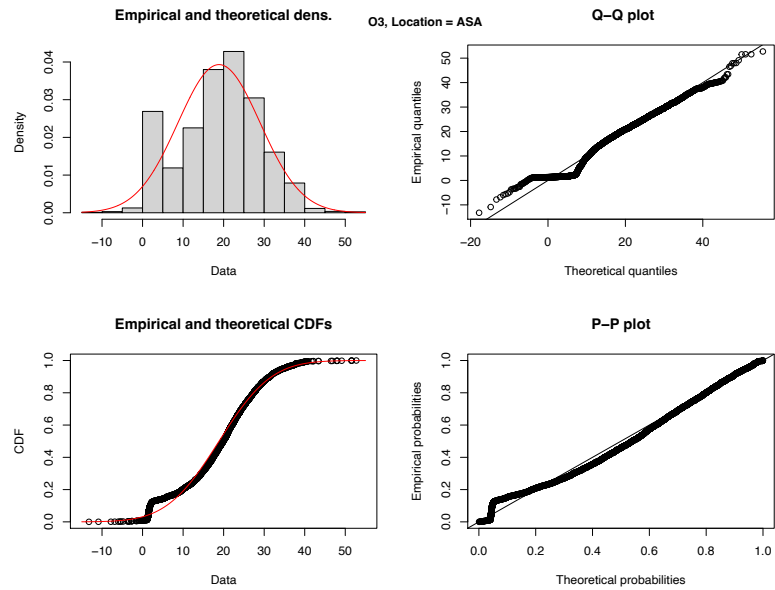 O3, Location = ASA
Empirical and theoretical dens.
Density
0.00 0.01 0.02 0.03 0.04
−10 0 10 20 30 40 50
Data
Q−Q plot
Empirical quantiles
−10 0 10 20 30 40 50
−20 0 20 40
Theoretical quantiles
Empirical and theoretical CDFs
CDF
0.0 0.2 0.4 0.6 0.8 1.0
−10 0 10 20 30 40 50
Data
P−P plot
Empirical probabilities
0.0 0.2 0.4 0.6 0.8 1.0
0.0 0.2 0.4 0.6 0.8 1.0
Theoretical probabilities